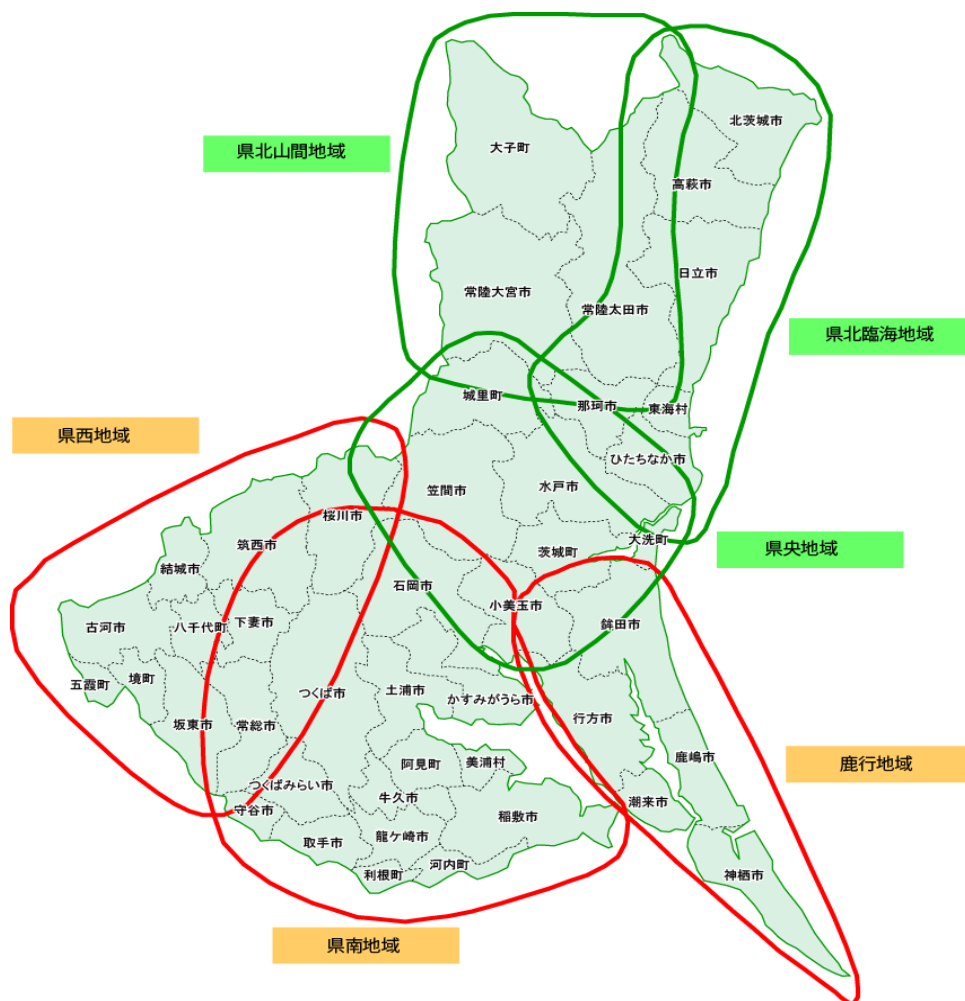 北茨城市
県北山間地域
大子町
高萩市
日立市
常陸大宮市
常陸太田市
県北臨海地域
城里町
那珂市
東海村
県西地域
ひたちなか市
笠間市
水戸市
桜川市
大洗町
筑西市
茨城町
県央地域
結城市
石岡市
小美玉市
古河市
八千代町
下妻市
鉾田市
五霞町
境町
つくば市
土浦市
かすみがうら市
坂東市
常総市
行方市
鹿嶋市
阿見町
美浦村
鹿行地域
つくばみらい市
牛久市
潮来市
守谷市
稲敷市
取手市
龍ケ崎市
河内町
利根町
神栖市
県南地域